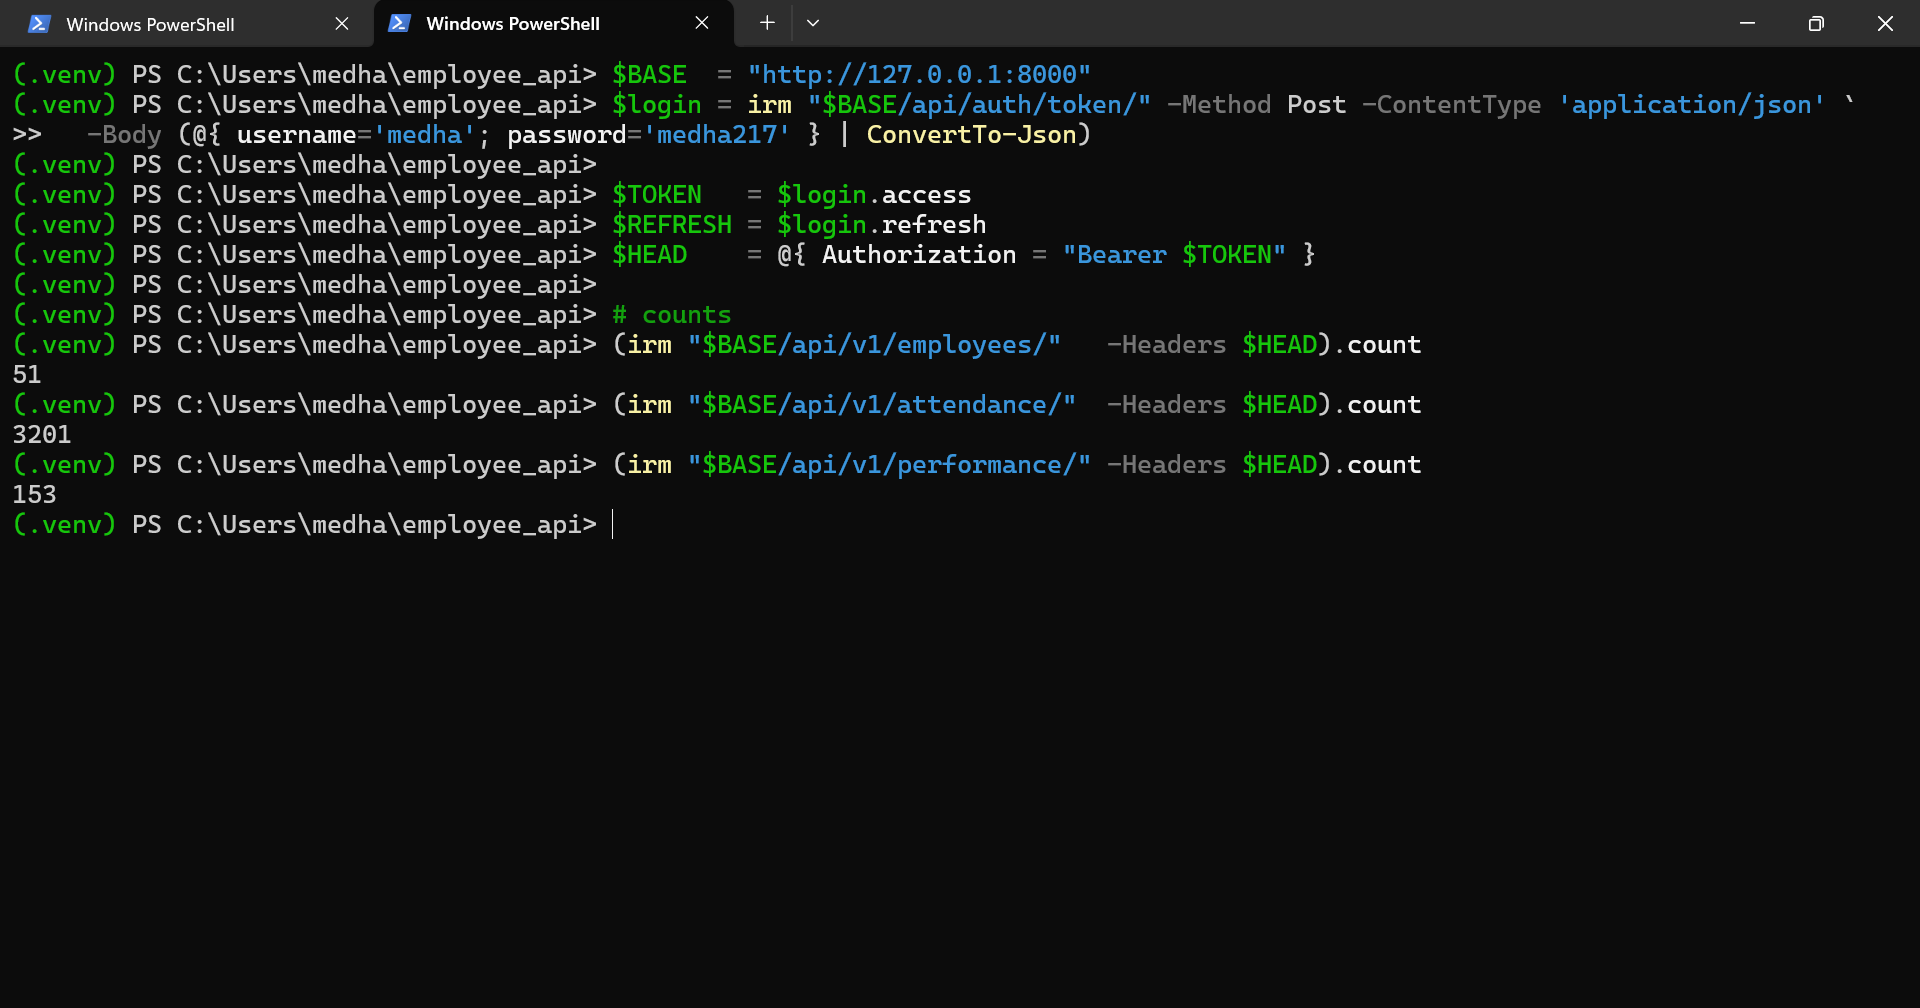 Windows PowerShell
Windows PowerShell
(.venv) PS C:\Users\medha\employee_api> $BASE  = "http://127.0.0.1:8000"
(.venv) PS C:\Users\medha\employee_api> $login = irm "$BASE/api/auth/token/" -Method Post -ContentType 'application/json' `
>>   -Body (@{ username='medha'; password='medha217' } | ConvertTo-Json)
(.venv) PS C:\Users\medha\employee_api>
(.venv) PS C:\Users\medha\employee_api> $TOKEN   = $login.access
(.venv) PS C:\Users\medha\employee_api> $REFRESH = $login.refresh
(.venv) PS C:\Users\medha\employee_api> $HEAD    = @{ Authorization = "Bearer $TOKEN" }
(.venv) PS C:\Users\medha\employee_api>
(.venv) PS C:\Users\medha\employee_api> # counts
(.venv) PS C:\Users\medha\employee_api> (irm "$BASE/api/v1/employees/"   -Headers $HEAD).count
51
(.venv) PS C:\Users\medha\employee_api> (irm "$BASE/api/v1/attendance/"  -Headers $HEAD).count
3201
(.venv) PS C:\Users\medha\employee_api> (irm "$BASE/api/v1/performance/" -Headers $HEAD).count
153
(.venv) PS C:\Users\medha\employee_api>